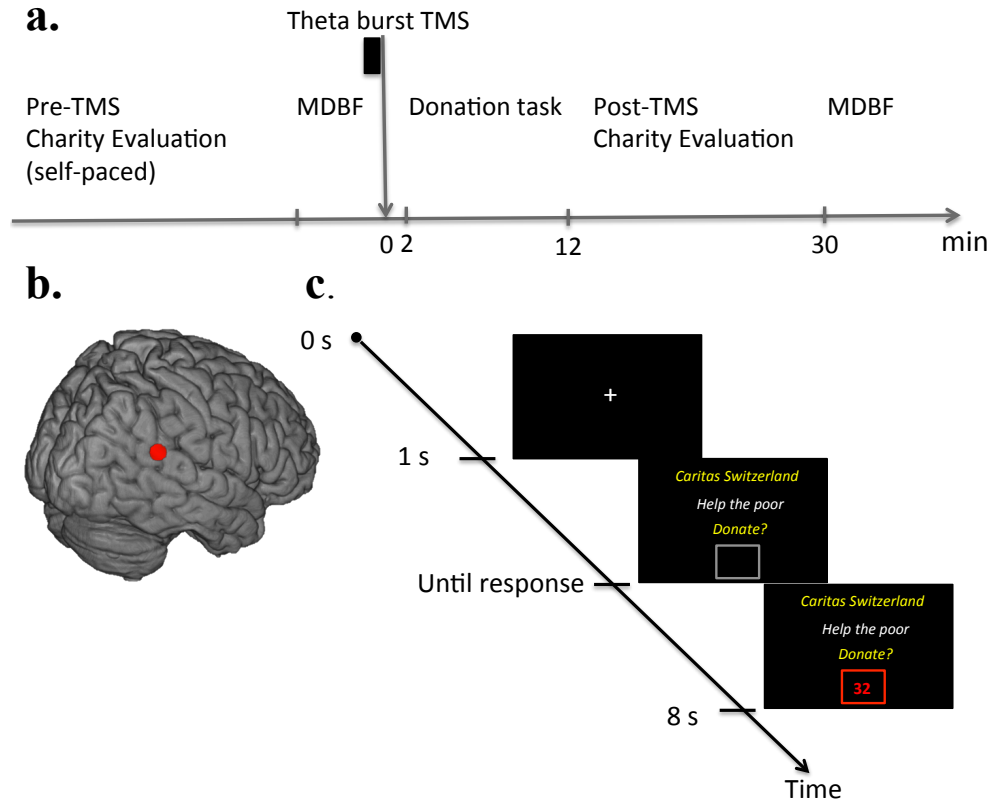 a.
Theta burst TMS
Pre-TMS
Charity Evaluation
(self-paced)
MDBF
Donation task
Post-TMS
Charity Evaluation
MDBF
0 2
12
30
min
b.
c.
0 s
+
1 s
Caritas Switzerland
Help the poor
Donate?
Until response
Caritas Switzerland
Help the poor
Donate?
32
8 s
Time